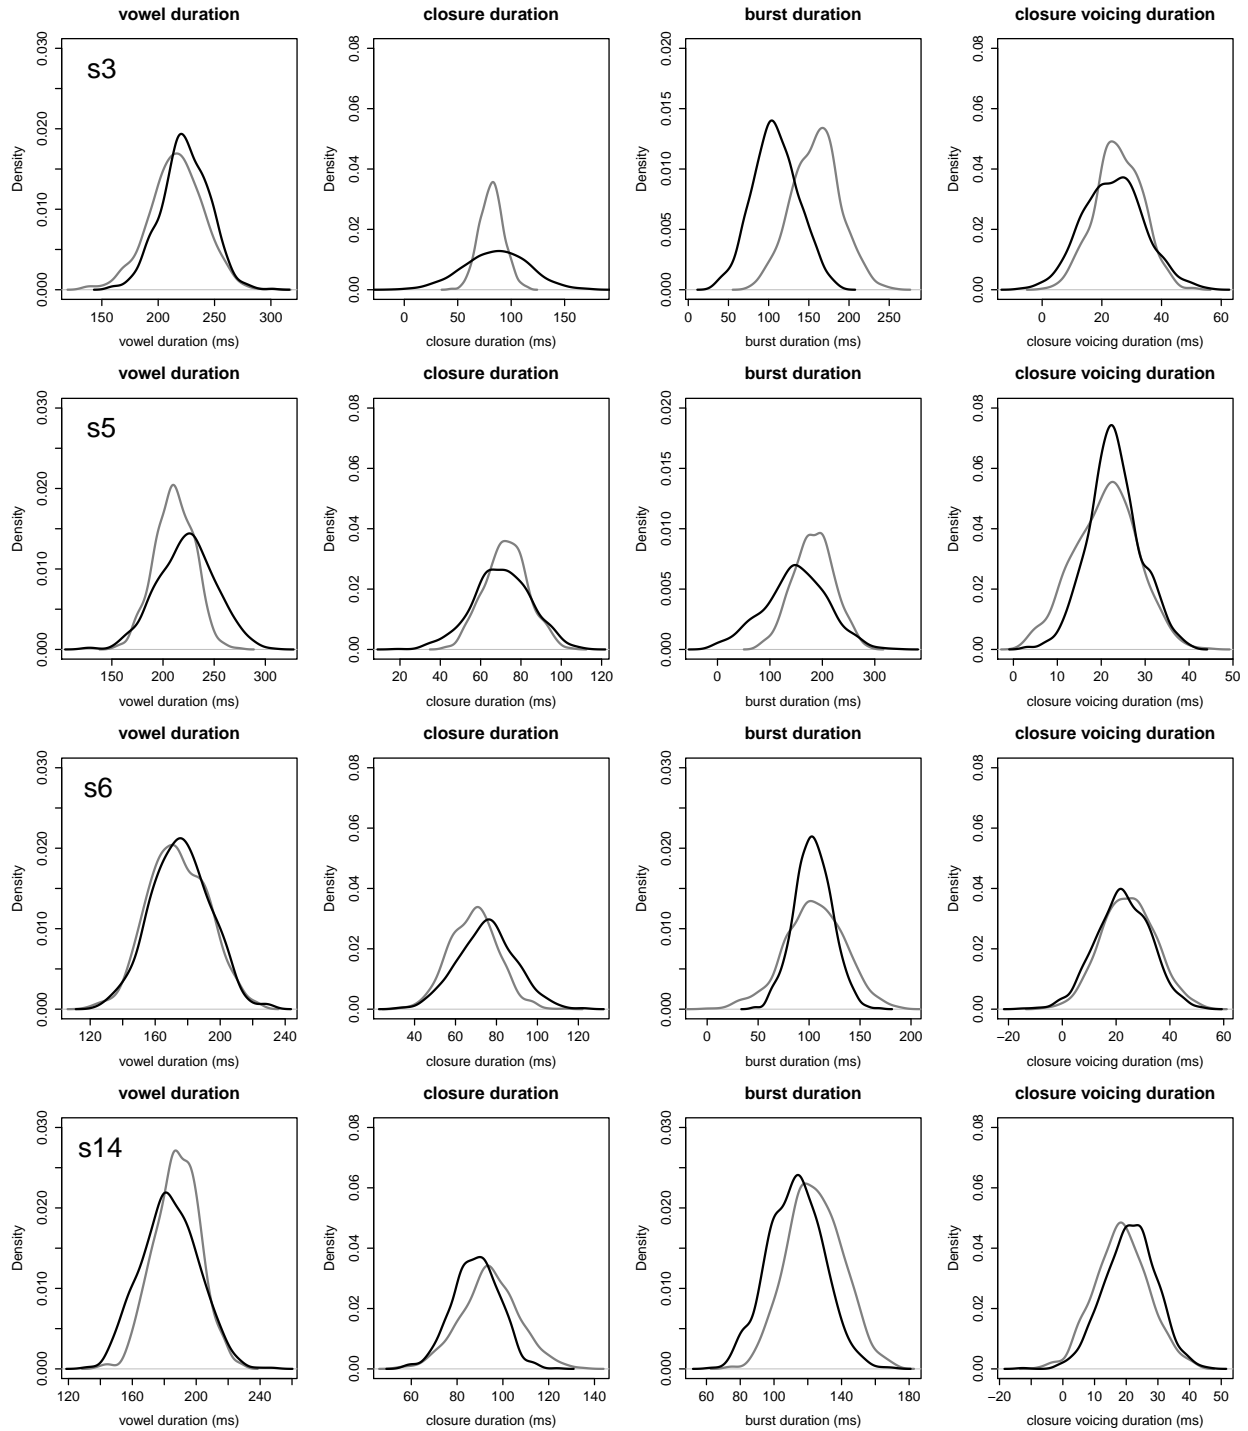 vowel duration closure duration burst duration closure voicing duration
s3
Density 0.000 0.010 0.020 0.030
150 200 250 300
vowel duration (ms)
Density 0.00 0.02 0.04 0.06 0.08
0 50 100 150
closure duration (ms)
Density 0.000 0.005 0.010 0.015 0.020
0 50 100 150 200 250
burst duration (ms)
Density 0.00 0.02 0.04 0.06 0.08
0 20 40 60
closure voicing duration (ms)
vowel duration closure duration burst duration closure voicing duration
s5
Density 0.000 0.010 0.020 0.030
150 200 250 300
vowel duration (ms)
Density 0.00 0.02 0.04 0.06 0.08
20 40 60 80 100 120
closure duration (ms)
Density 0.000 0.005 0.010 0.015 0.020
0 100 200 300
burst duration (ms)
Density 0.00 0.02 0.04 0.06 0.08
0 10 20 30 40 50
closure voicing duration (ms)
vowel duration closure duration burst duration closure voicing duration
s6
Density 0.000 0.010 0.020 0.030
120 160 200 240
vowel duration (ms)
Density 0.00 0.02 0.04 0.06 0.08
40 60 80 100 120
closure duration (ms)
Density 0.000 0.010 0.020 0.030
0 50 100 150 200
burst duration (ms)
Density 0.00 0.02 0.04 0.06 0.08
−20 0 20 40 60
closure voicing duration (ms)
vowel duration closure duration burst duration closure voicing duration
s14
Density 0.000 0.010 0.020 0.030
120 160 200 240
vowel duration (ms)
Density 0.00 0.02 0.04 0.06 0.08
60 80 100 120 140
closure duration (ms)
Density 0.000 0.010 0.020 0.030
60 100 140 180
burst duration (ms)
Density 0.00 0.02 0.04 0.06 0.08
−20 0 10 20 30 40 50
closure voicing duration (ms)